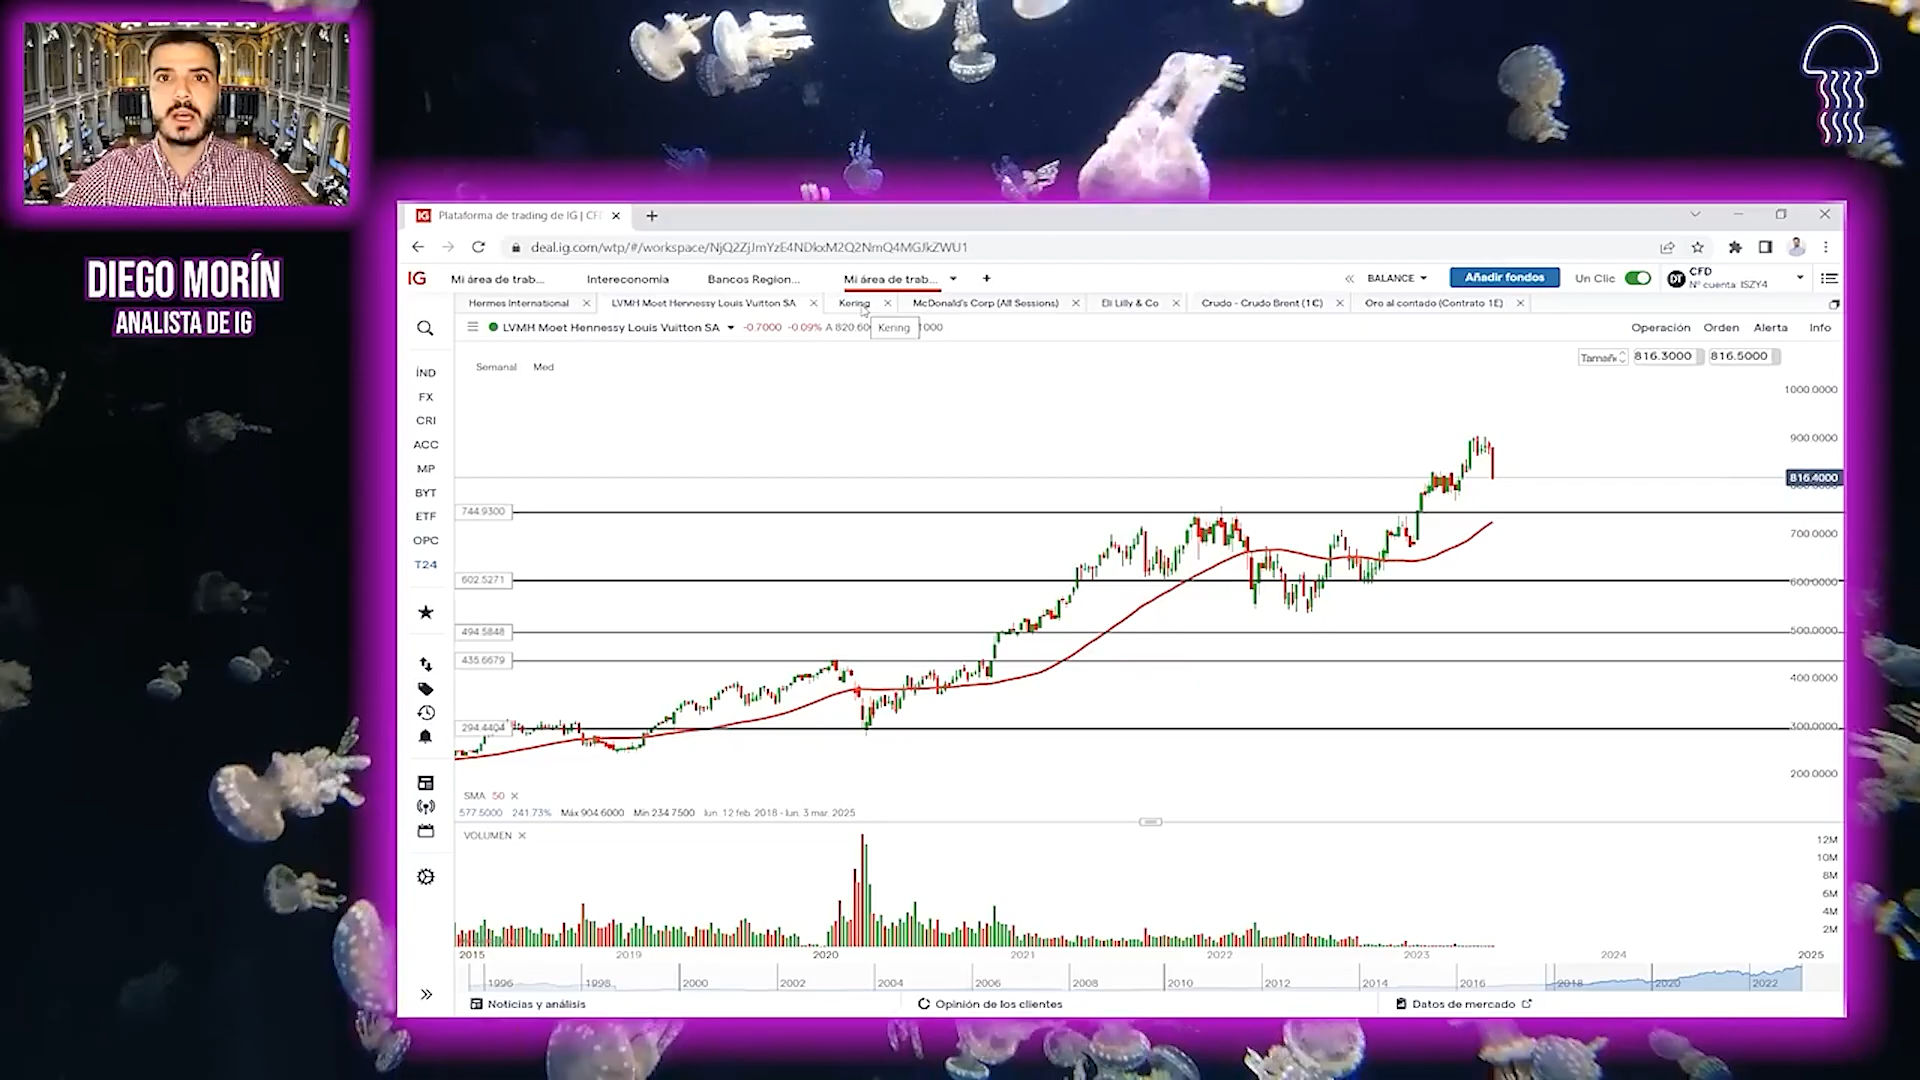 DIEGO MORÍN
ANALISTA DE IG
IG Plataforma de trading de IG | CF
deal.ig.com/wtp/#/workspace/NjQ2ZjJmYzE4NDkxM2Q2NmQ4MGJkZWU1
IG Mi área de trab... Intereconomia Bancos Region... Mi área de trab... BALANCE Añadir fondos Un Clic DT CFD
Nº cuenta: ISZY4
Hermes International LVMH Moet Hennessy Louis Vuitton SA Kering McDonald's Corp (All Sessions) Eli Lilly & Co Crudo - Crudo Brent (1€) Oro al contado (Contrato 1E)
LVMH Moet Hennessy Louis Vuitton SA -0.7000 -0.09% A 820.60 Kering 1000 Operación Orden Alerta Info
Semanal Med Tamañ 816.3000 816.5000
ÍND
FX
CRI
ACC
MP
BYT
ETF
OPC
T24
1000.0000
900.0000
816.4000
744.9300
700.0000
602.5271
600.0000
494.5848
500.0000
435.6679
400.0000
294.4404
300.0000
200.0000
SMA 50
577.5000 241.73% Máx 904.6000 Mín 234.7500 lun. 12 feb. 2018 - lun. 3 mar. 2025
VOLUMEN
12M
10M
8M
6M
4M
2M
2015 2019 2020 2021 2022 2023 2024 2025
1996 1998 2000 2002 2004 2006 2008 2010 2012 2014 2016 2018 2020 2022
Noticias y análisis Opinión de los clientes Datos de mercado